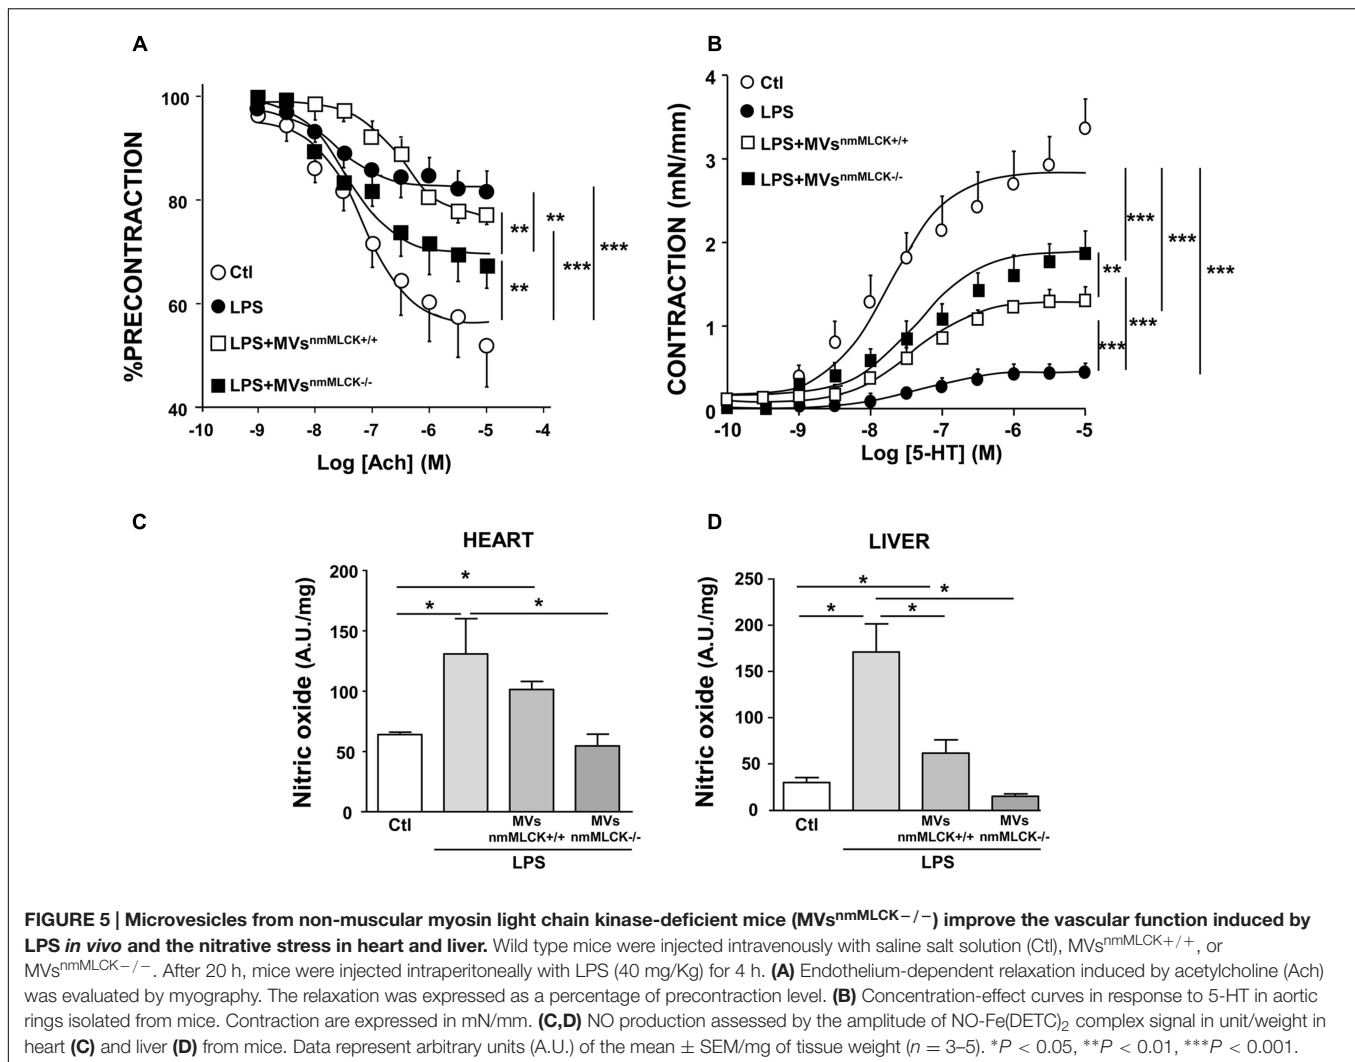 A
100
80
60
40
%PRECONTRACTION
Ctl
LPS
LPS+MVsnmMLCK+/+
LPS+MVsnmMLCK-/-
**
**
**
***
***
-10 -9 -8 -7 -6 -5 -4
Log [Ach] (M)
B
4
3
2
1
0
CONTRACTION (mN/mm)
Ctl
LPS
LPS+MVsnmMLCK+/+
LPS+MVsnmMLCK-/-
***
**
***
***
***
***
-10 -9 -8 -7 -6 -5
Log [5-HT] (M)
C
HEART
200
150
100
50
0
Nitric oxide (A.U./mg)
*
*
*
Ctl
MVs MVs
nmMLCK+/+ nmMLCK-/-
LPS
D
LIVER
250
200
150
100
50
0
Nitric oxide (A.U./mg)
*
*
*
*
Ctl
MVs MVs
nmMLCK+/+ nmMLCK-/-
LPS
FIGURE 5 | Microvesicles from non-muscular myosin light chain kinase-deficient mice (MVsnmMLCK−/−) improve the vascular function induced by
LPS in vivo and the nitrative stress in heart and liver. Wild type mice were injected intravenously with saline salt solution (Ctl), MVsnmMLCK+/+, or
MVsnmMLCK−/−. After 20 h, mice were injected intraperitoneally with LPS (40 mg/Kg) for 4 h. (A) Endothelium-dependent relaxation induced by acetylcholine (Ach)
was evaluated by myography. The relaxation was expressed as a percentage of precontraction level. (B) Concentration-effect curves in response to 5-HT in aortic
rings isolated from mice. Contraction are expressed in mN/mm. (C,D) NO production assessed by the amplitude of NO-Fe(DETC)2 complex signal in unit/weight in
heart (C) and liver (D) from mice. Data represent arbitrary units (A.U.) of the mean ± SEM/mg of tissue weight (n = 3–5). *P < 0.05, **P < 0.01, ***P < 0.001.